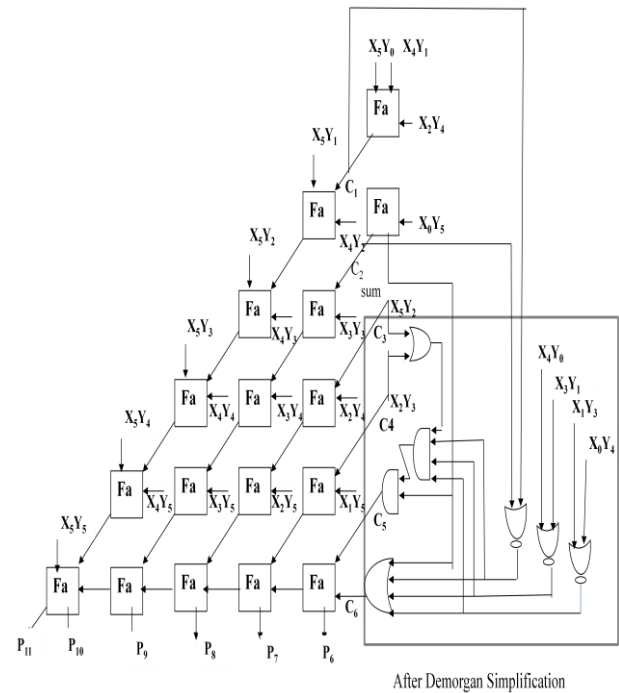 X5Y0 X4Y1
Fa
X2Y4
X5Y1
C1
Fa
Fa
X0Y5
X4Y2
X5Y2
C2
sum
Fa
Fa
X4Y3
X3Y3
X5Y2
C3
X5Y3
X4Y0
X3Y1
X1Y3
X0Y4
Fa
Fa
Fa
X4Y4
X3Y4
X2Y4
X2Y3
C4
X5Y4
Fa
Fa
Fa
Fa
X4Y5
X3Y5
X2Y5
X1Y5
C5
X5Y5
Fa
Fa
Fa
Fa
Fa
C6
P11
P10
P9
P8
P7
P6
After Demorgan Simplification